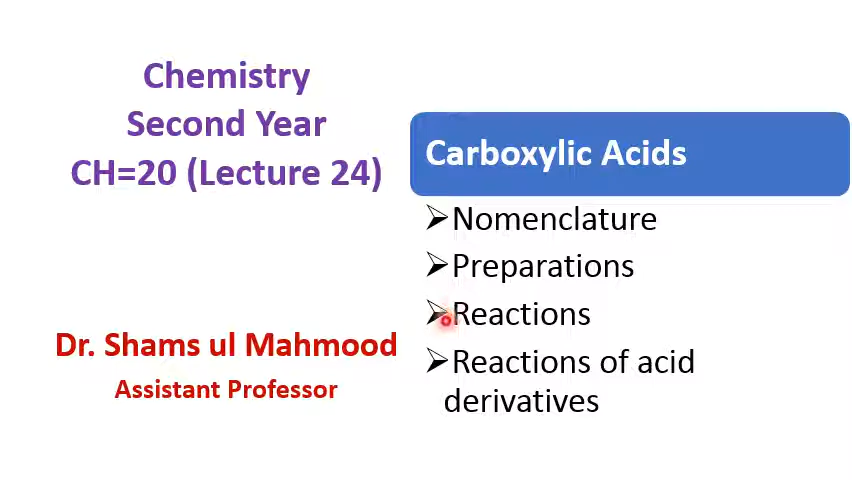 Chemistry
Second Year
CH=20 (Lecture 24)
Dr. Shams ul Mahmood
Assistant Professor
Carboxylic Acids
➢Nomenclature
➢Preparations
➢Reactions
➢Reactions of acid
derivatives